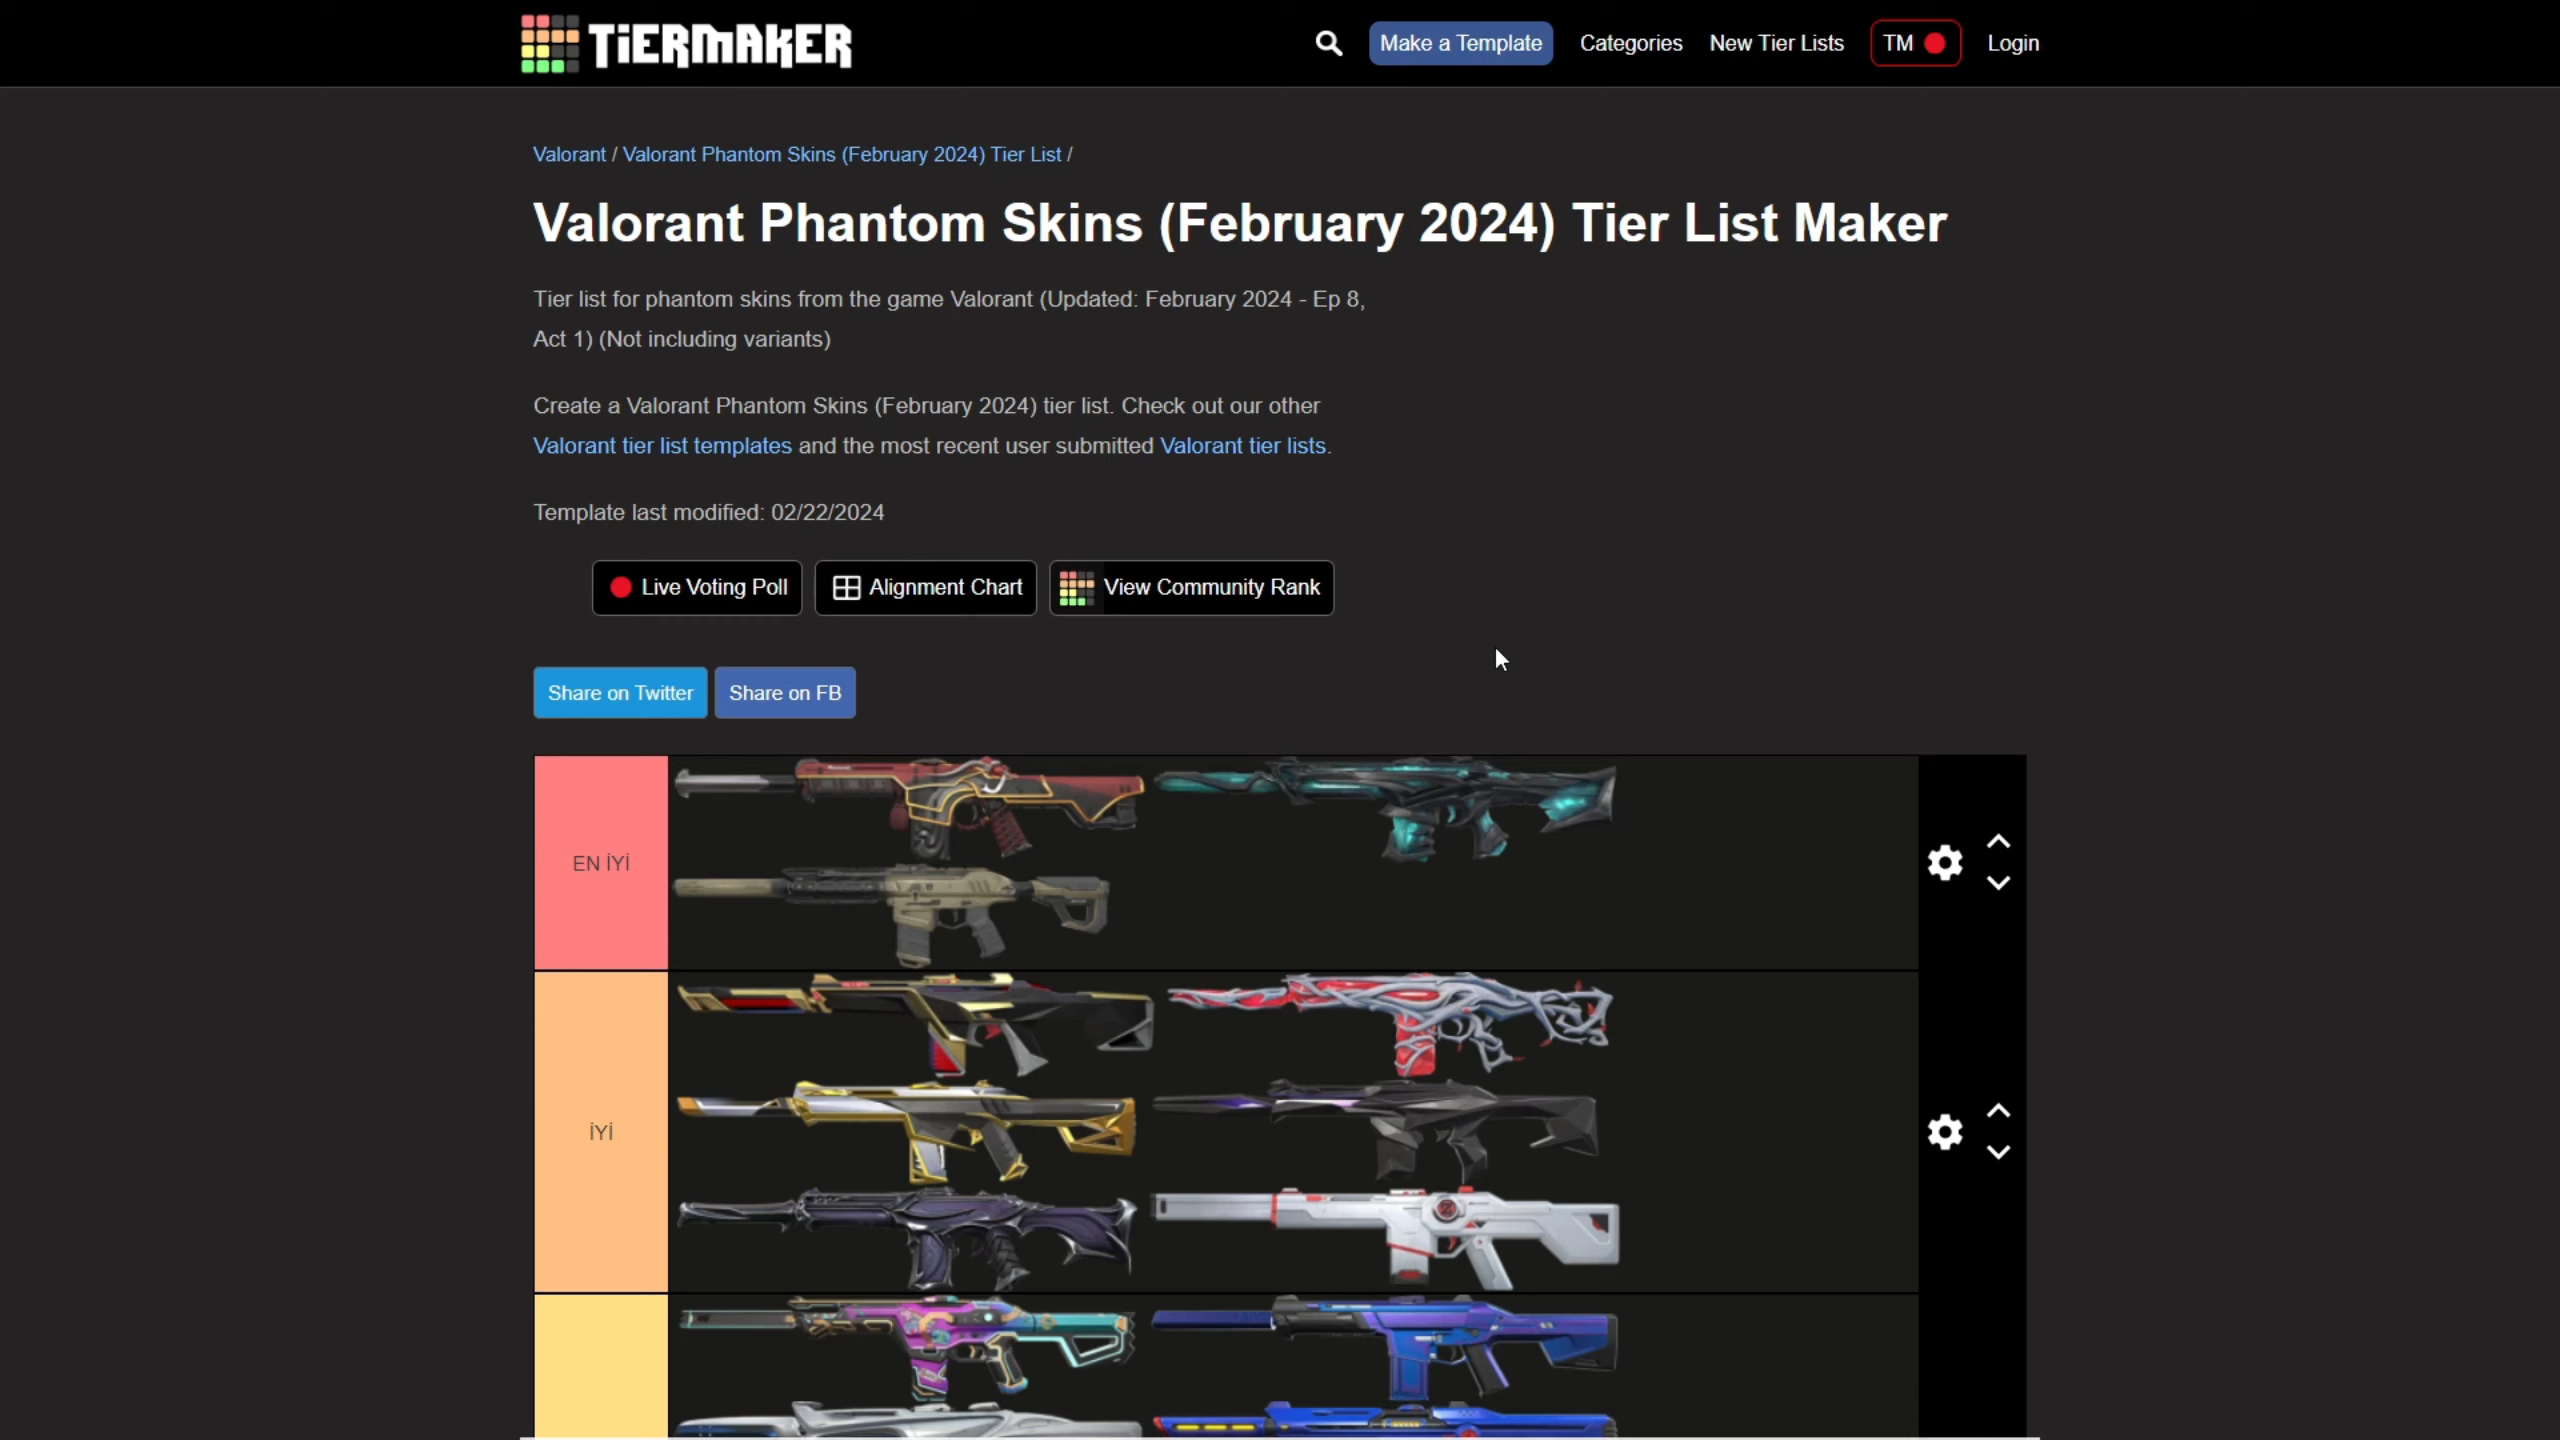 TiERMAKER
Make a Template
Categories
New Tier Lists
TM
Login
Valorant / Valorant Phantom Skins (February 2024) Tier List /
Valorant Phantom Skins (February 2024) Tier List Maker
Tier list for phantom skins from the game Valorant (Updated: February 2024 - Ep 8,
Act 1) (Not including variants)
Create a Valorant Phantom Skins (February 2024) tier list. Check out our other
Valorant tier list templates and the most recent user submitted Valorant tier lists.
Template last modified: 02/22/2024
Live Voting Poll
Alignment Chart
View Community Rank
Share on Twitter
Share on FB
EN İYİ
İYİ